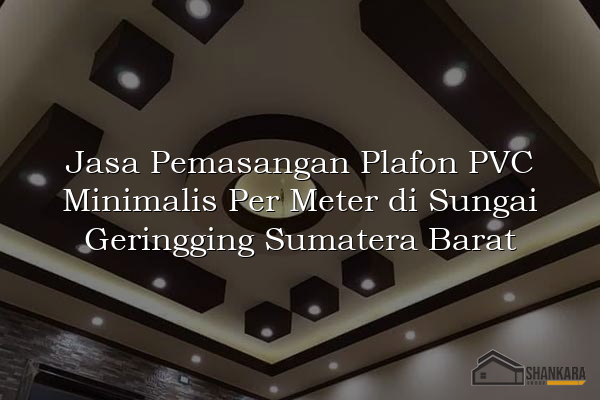 Jasa Pemasangan Plafon PVC
Minimalis Per Meter di Sungai
Geringging Sumatera Barat
SHANKARA